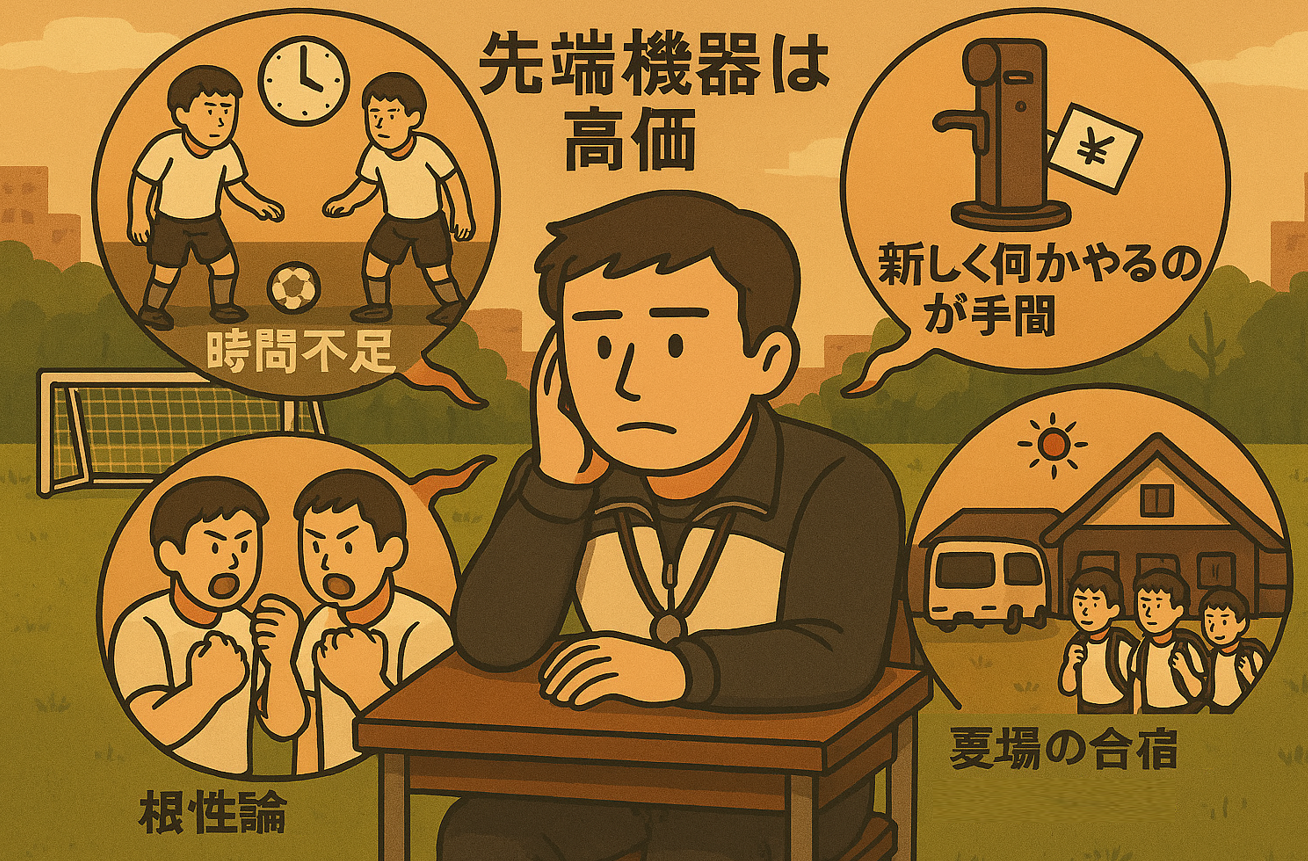 先端機器は
高価
時間不足
¥
新しく何かやるの
が手間
根性論
夏場の合宿